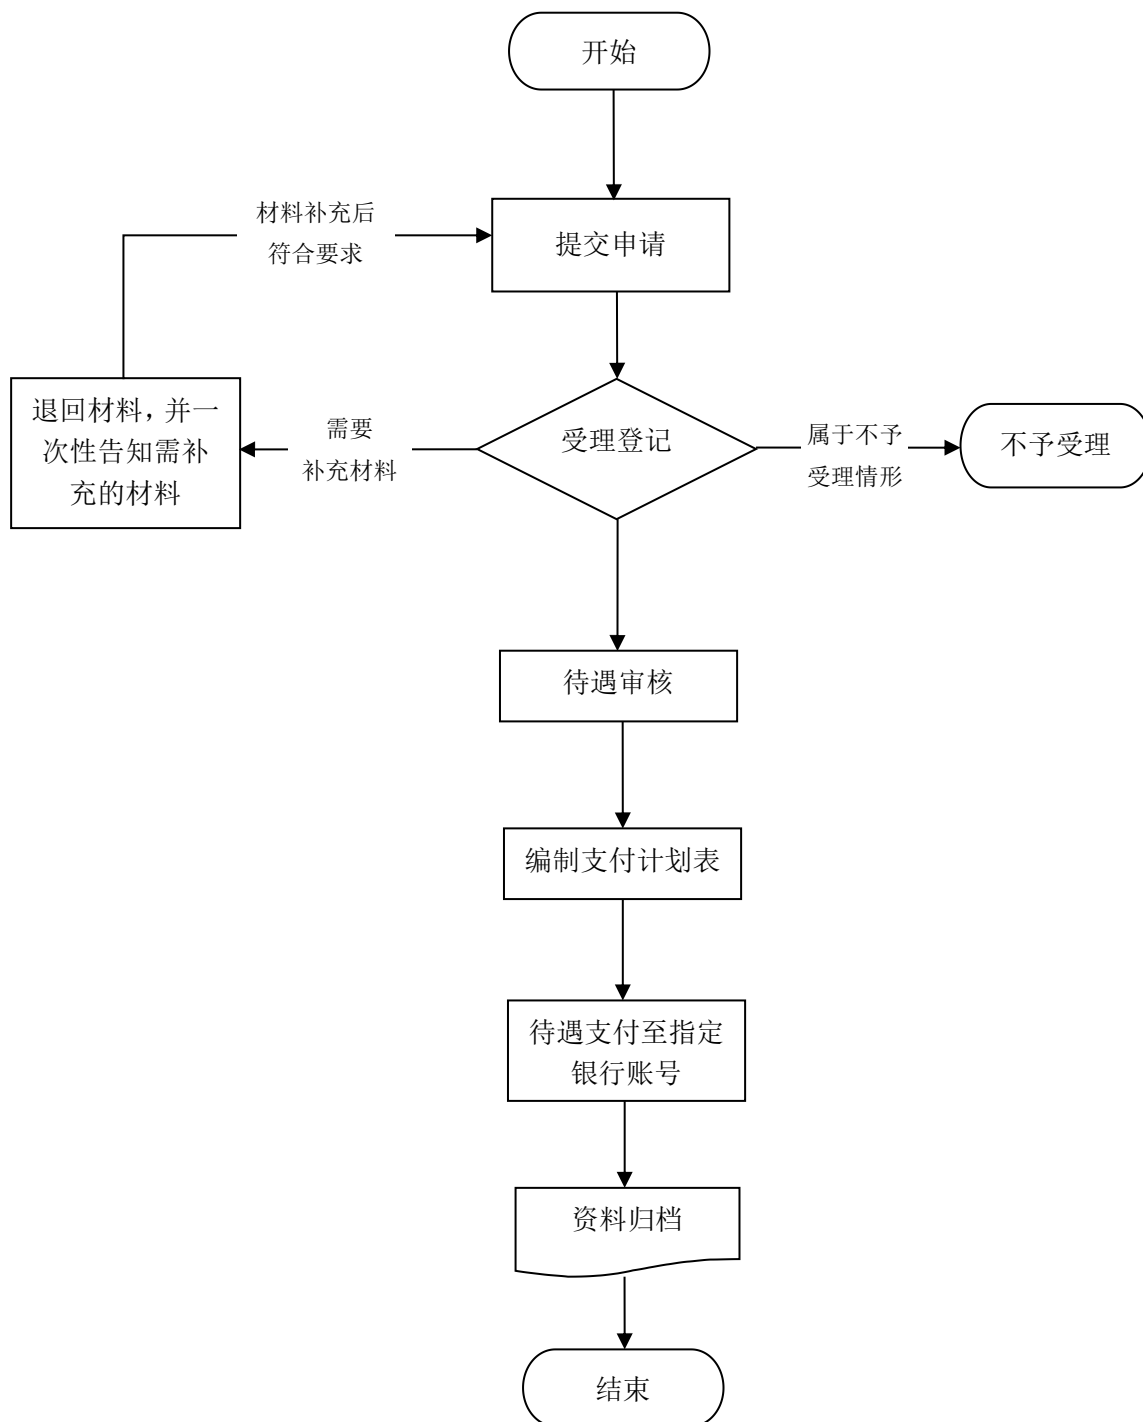 开始
材料补充后
符合要求
提交申请
退回材料，并一
次性告知需补
充的材料
需要
补充材料
受理登记
属于不予
受理情形
不予受理
待遇审核
编制支付计划表
待遇支付至指定
银行账号
资料归档
结束